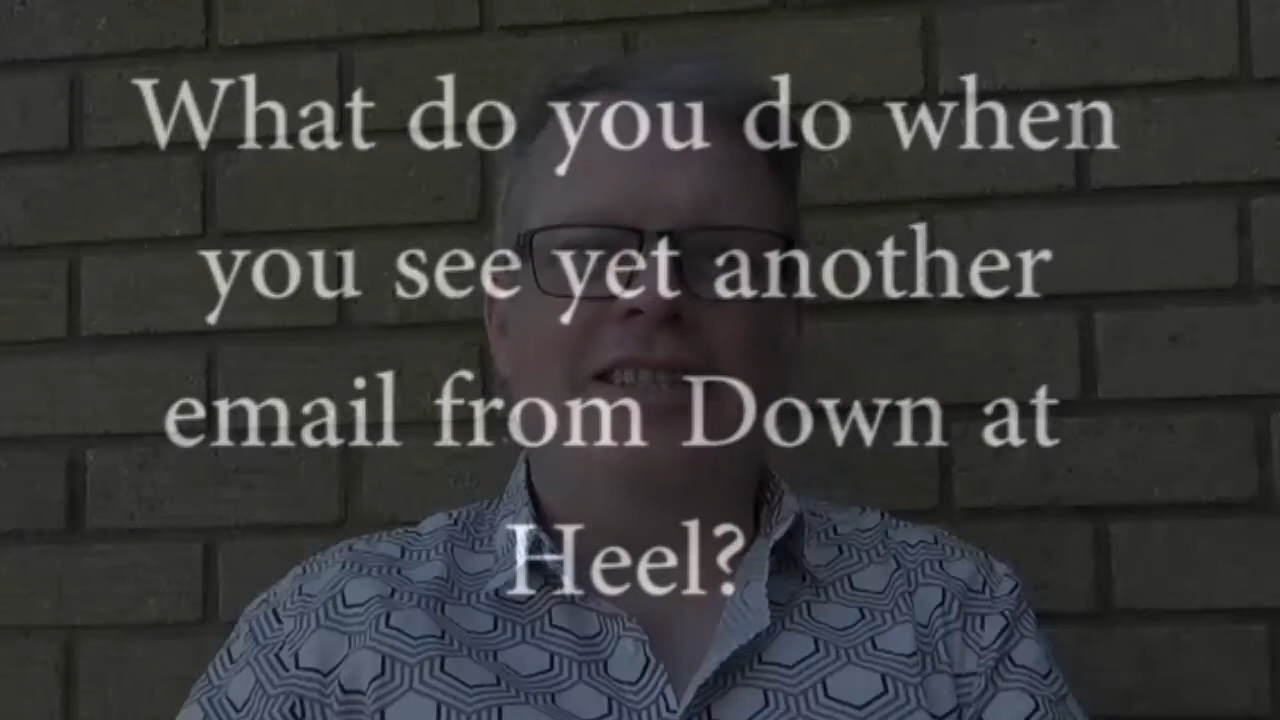 What do you do when
you see yet another
email from Down at
Heel?